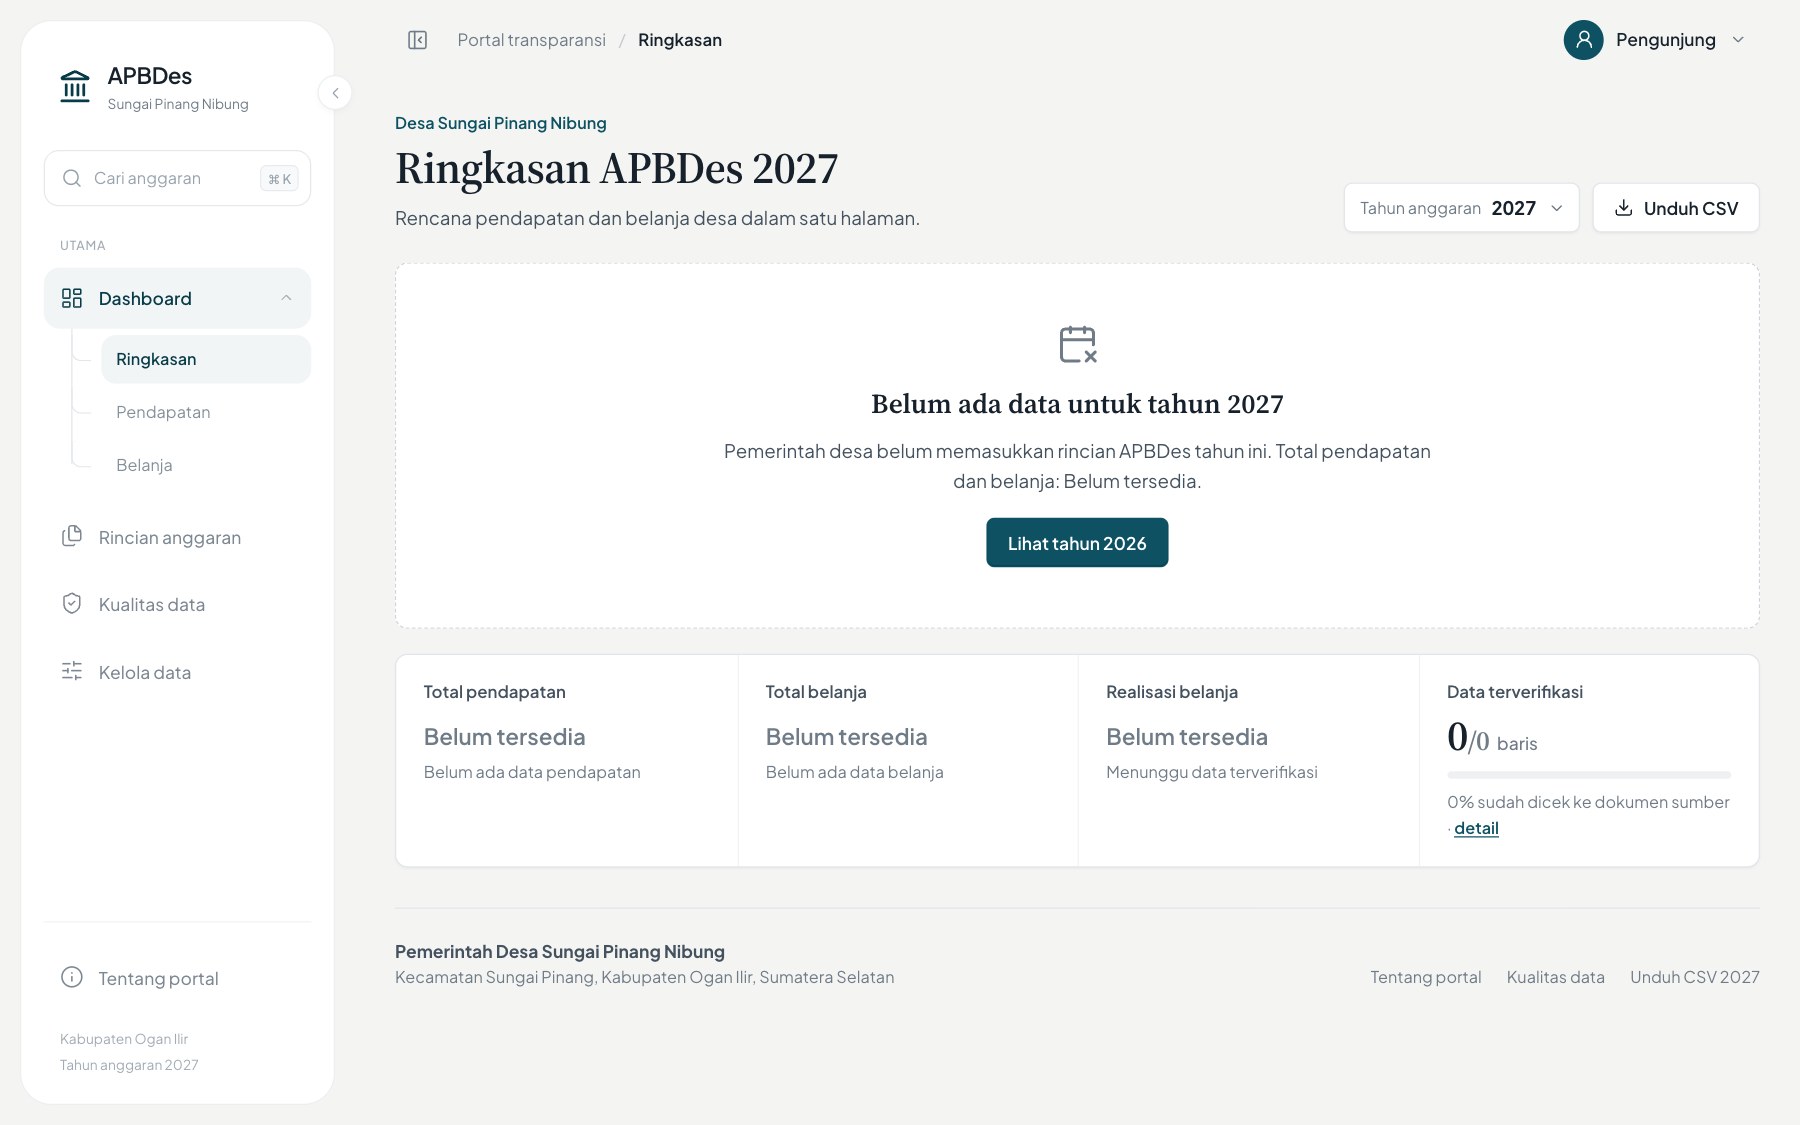 APBDes
Sungai Pinang Nibung
Cari anggaran
⌘ K
UTAMA
Dashboard
Ringkasan
Pendapatan
Belanja
Rincian anggaran
Kualitas data
Kelola data
Tentang portal
Kabupaten Ogan Ilir
Tahun anggaran 2027
Portal transparansi / Ringkasan
Pengunjung
Desa Sungai Pinang Nibung
Ringkasan APBDes 2027
Rencana pendapatan dan belanja desa dalam satu halaman.
Tahun anggaran 2027
Unduh CSV
Belum ada data untuk tahun 2027
Pemerintah desa belum memasukkan rincian APBDes tahun ini. Total pendapatan
dan belanja: Belum tersedia.
Lihat tahun 2026
Total pendapatan
Belum tersedia
Belum ada data pendapatan
Total belanja
Belum tersedia
Belum ada data belanja
Realisasi belanja
Belum tersedia
Menunggu data terverifikasi
Data terverifikasi
0/0 baris
0% sudah dicek ke dokumen sumber
· detail
Pemerintah Desa Sungai Pinang Nibung
Kecamatan Sungai Pinang, Kabupaten Ogan Ilir, Sumatera Selatan
Tentang portal
Kualitas data
Unduh CSV 2027